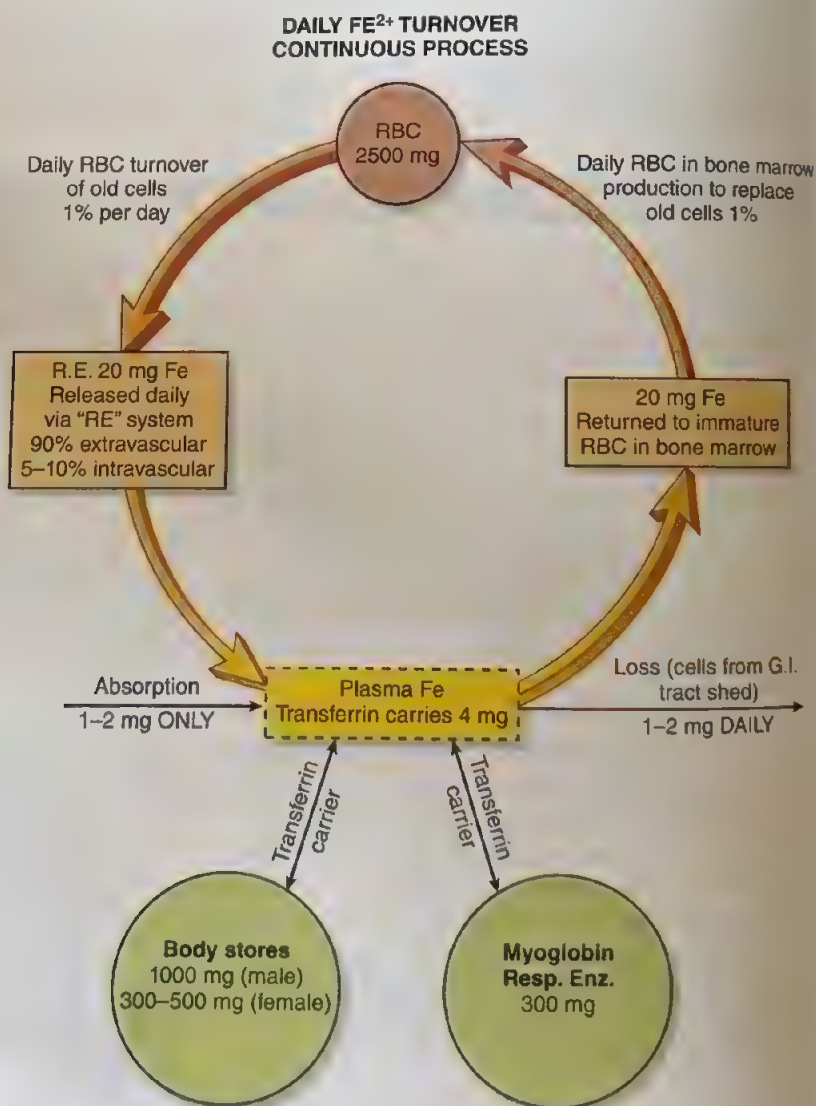 DAILY FE²⁺ TURNOVER
CONTINUOUS PROCESS
RBC
2500 mg
Daily RBC turnover
of old cells
1% per day
Daily RBC in bone marrow
production to replace
old cells 1%
R.E. 20 mg Fe
Released daily
via "RE" system
90% extravascular
5–10% intravascular
20 mg Fe
Returned to immature
RBC in bone marrow
Absorption
1–2 mg ONLY
Plasma Fe
Transferrin carries 4 mg
Loss (cells from G.I.
tract shed)
1–2 mg DAILY
Transferrin
carrier
Transferrin
carrier
Body stores
1000 mg (male)
300–500 mg (female)
Myoglobin
Resp. Enz.
300 mg